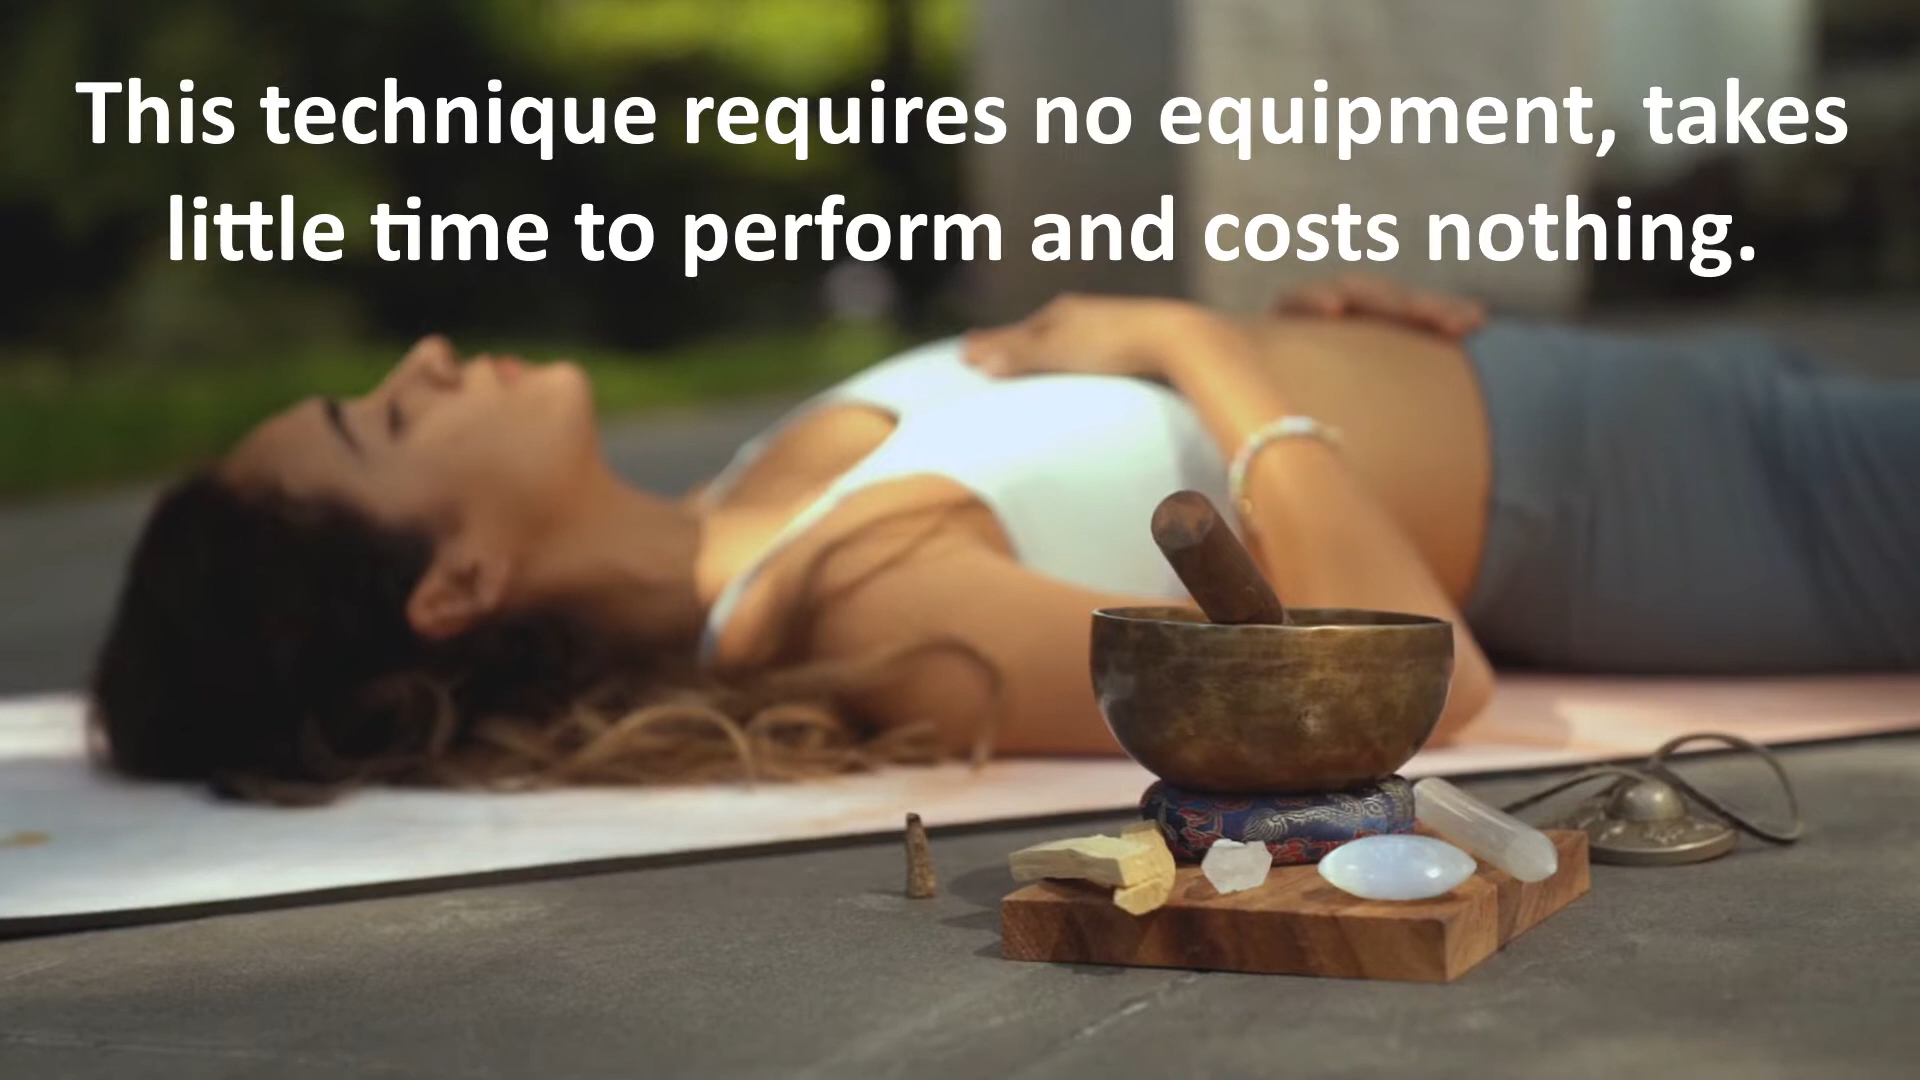 This technique requires no equipment, takes
little time to perform and costs nothing.